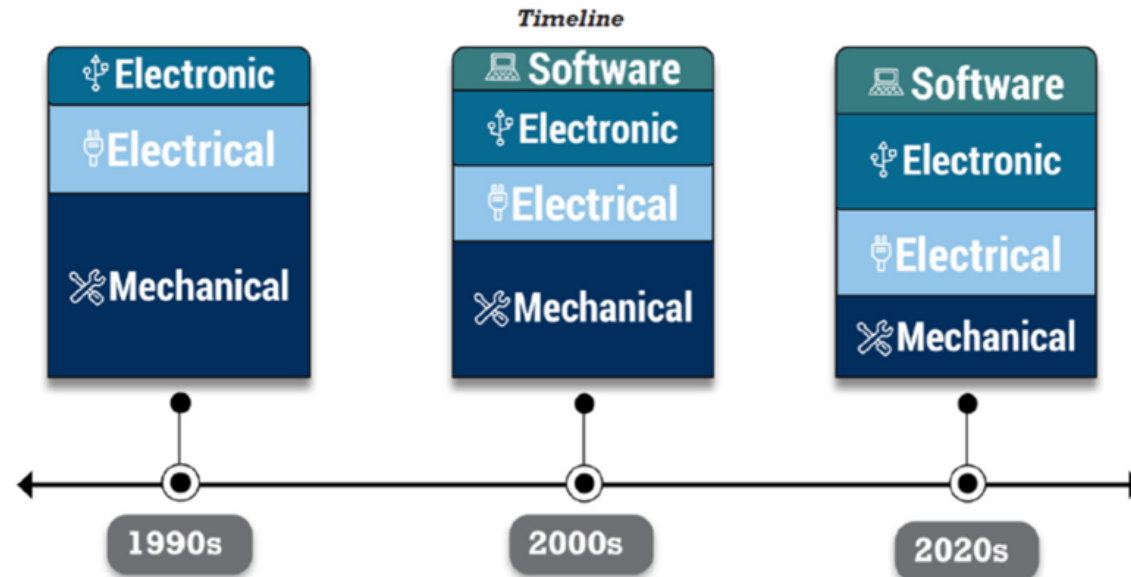 Timeline
Electronic
Electrical
Mechanical
Software
Electronic
Electrical
Mechanical
Software
Electronic
Electrical
Mechanical
1990s
2000s
2020s